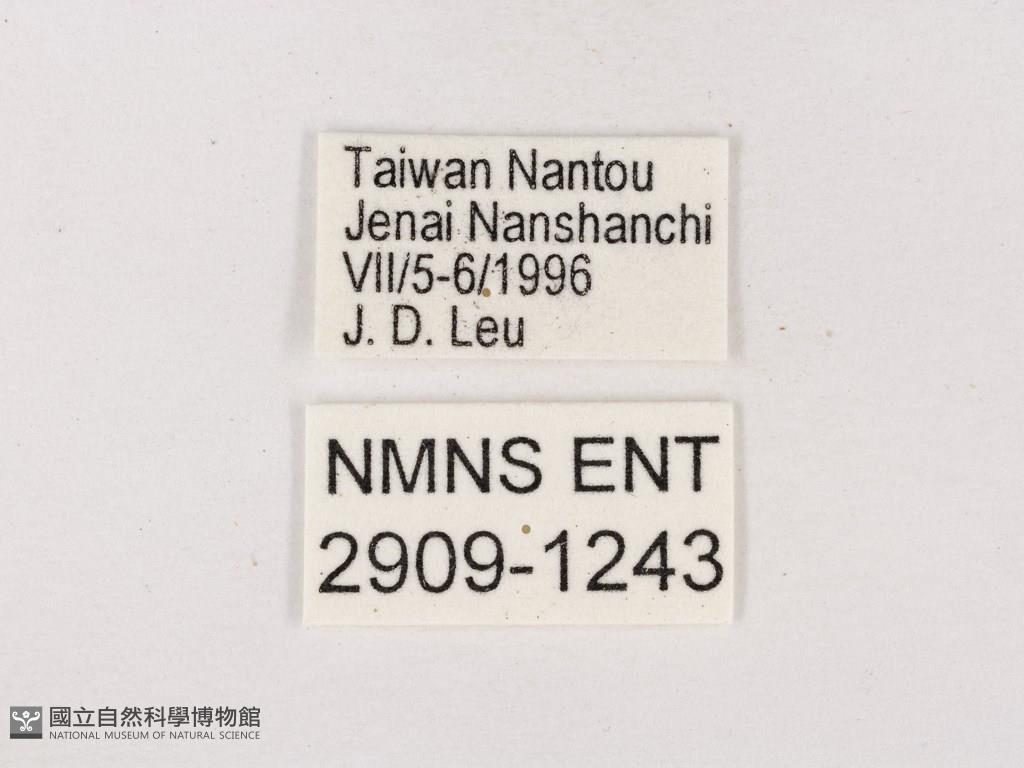 Taiwan Nantou
Jenai Nanshanchi
VII/5-6/1996
J. D. Leu
NMNS ENT
2909-1243
國立自然科學博物館
NATIONAL MUSEUM OF NATURAL SCIENCE